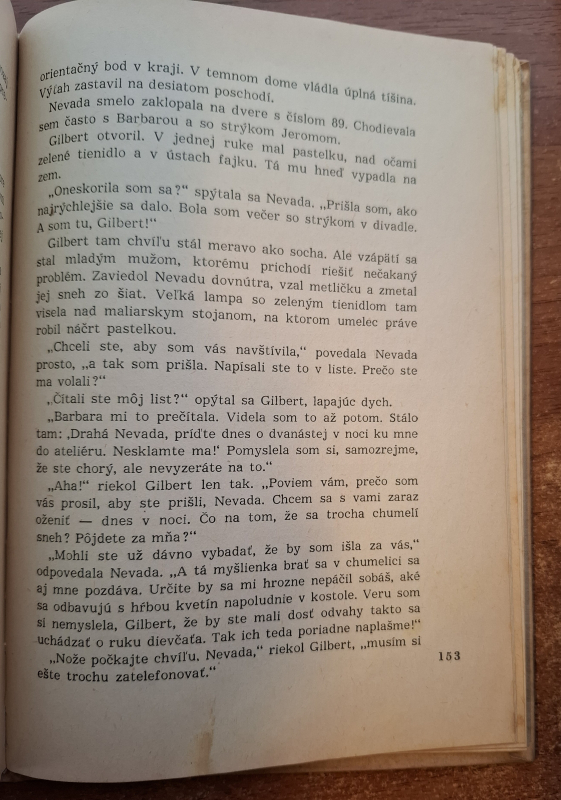 orientačný bod v kraji. V temnom dome vládla úplná tíšina.
Výťah zastavil na desiatom poschodí.
Nevada smelo zaklopala na dvere s číslom 89. Chodievala
sem často s Barbarou a so strýkom Jeromom.
Gilbert otvoril. V jednej ruke mal pastelku, nad očami
zelené tienidlo a v ústach fajku. Tá mu hneď vypadla na
zem.
„Oneskorila som sa?“ spýtala sa Nevada. „Prišla som, ako
najrýchlejšie sa dalo. Bola som večer so strýkom v divadle.
A som tu, Gilbert!“
Gilbert tam chvíľu stál meravo ako socha. Ale vzápätí sa
stal mladým mužom, ktorému prichodí riešiť nečakaný
problém. Zaviedol Nevadu dovnútra, vzal metličku a zmetal
jej sneh zo šiat. Veľká lampa so zeleným tienidlom tam
visela nad maliarskym stojanom, na ktorom umelec práve
robil náčrt pastelkou.
„Chceli ste, aby som vás navštívila,“ povedala Nevada
prosto, „a tak som prišla. Napísali ste to v liste. Prečo ste
ma volali?“
„Čítali ste môj list?“ opýtal sa Gilbert, lapajúc dych.
„Barbara mi to prečítala. Videla som to až potom. Stálo
tam: ‚Drahá Nevada, príďte dnes o dvanástej v noci ku mne
do ateliéru. Nesklamte ma!‘ Pomyslela som si, samozrejme,
že ste chorý, ale nevyzeráte na to.“
„Aha!“ riekol Gilbert len tak. „Poviem vám, prečo som
vás prosil, aby ste prišli, Nevada. Chcem sa s vami zaraz
oženiť — dnes v noci. Čo na tom, že sa trocha chumelí
sneh? Pôjdete za mňa?“
„Mohli ste už dávno vybadať, že by som išla za vás,“
odpovedala Nevada. „A tá myšlienka brať sa v chumelici sa
aj mne pozdáva. Určite by sa mi hrozne nepáčil sobáš, aké
sa odbavujú s hŕbou kvetín napoludnie v kostole. Veru som
si nemyslela, Gilbert, že by ste mali dosť odvahy takto sa
uchádzať o ruku dievčaťa. Tak ich teda poriadne naplašme!“
„Nože počkajte chvíľu, Nevada,“ riekol Gilbert, „musím si
ešte trochu zatelefonovať.“
153